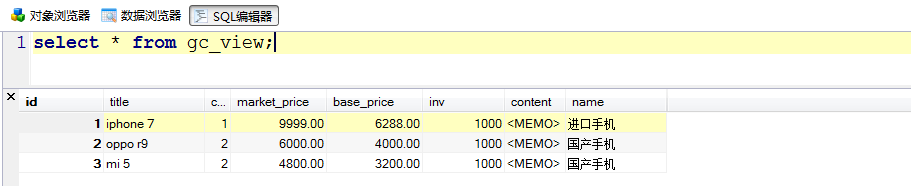 对象浏览器 数据浏览器 SQL编辑器
1 select * from gc_view;
id title c... market_price base_price inv content name
1 iphone 7 1 9999.00 6288.00 1000 <MEMO> 进口手机
2 oppo r9 2 6000.00 4000.00 1000 <MEMO> 国产手机
3 mi 5 2 4800.00 3200.00 1000 <MEMO> 国产手机